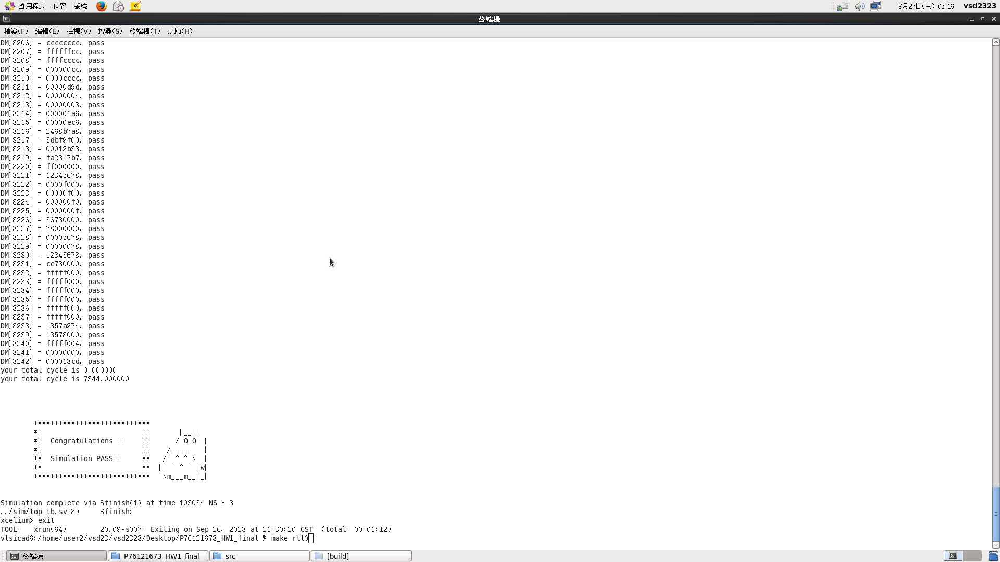 應用程式 位置 系統 9月27日(三) 05:16 vsd2323
終端機
檔案(F) 編輯(E) 檢視(V) 搜尋(S) 終端機(T) 求助(H)
DM[8206] = cccccccc, pass
DM[8207] = ffffffcc, pass
DM[8208] = ffffcccc, pass
DM[8209] = 000000cc, pass
DM[8210] = 0000cccc, pass
DM[8211] = 00000d9d, pass
DM[8212] = 00000004, pass
DM[8213] = 00000003, pass
DM[8214] = 000001a6, pass
DM[8215] = 00000ec6, pass
DM[8216] = 2468b7a8, pass
DM[8217] = 5dbf9f00, pass
DM[8218] = 00012b38, pass
DM[8219] = fa2817b7, pass
DM[8220] = ff000000, pass
DM[8221] = 12345678, pass
DM[8222] = 0000f000, pass
DM[8223] = 00000f00, pass
DM[8224] = 000000f0, pass
DM[8225] = 0000000f, pass
DM[8226] = 56780000, pass
DM[8227] = 78000000, pass
DM[8228] = 00005678, pass
DM[8229] = 00000078, pass
DM[8230] = 12345678, pass
DM[8231] = ce780000, pass
DM[8232] = fffff000, pass
DM[8233] = fffff000, pass
DM[8234] = fffff000, pass
DM[8235] = fffff000, pass
DM[8236] = fffff000, pass
DM[8237] = fffff000, pass
DM[8238] = 1357a274, pass
DM[8239] = 13578000, pass
DM[8240] = fffff004, pass
DM[8241] = 00000000, pass
DM[8242] = 000013cd, pass
your total cycle is 0.000000
your total cycle is 7344.000000
****************************
**                        **       |__||
**  Congratulations !!    **      / O.O  |
**                        **    /_____   |
**  Simulation PASS!!     **   /^ ^ ^ \  |
**                        **  |^ ^ ^ ^ |w|
****************************   \m___m__|_|
Simulation complete via $finish(1) at time 103054 NS + 3
../sim/top_tb.sv:89     $finish;
xcelium> exit
TOOL:   xrun(64)        20.09-s007: Exiting on Sep 26, 2023 at 21:30:20 CST  (total: 00:01:12)
vlsicad6:/home/user2/vsd23/vsd2323/Desktop/P76121673_HW1_final % make rtl0
終端機 P76121673_HW1_final src [build]